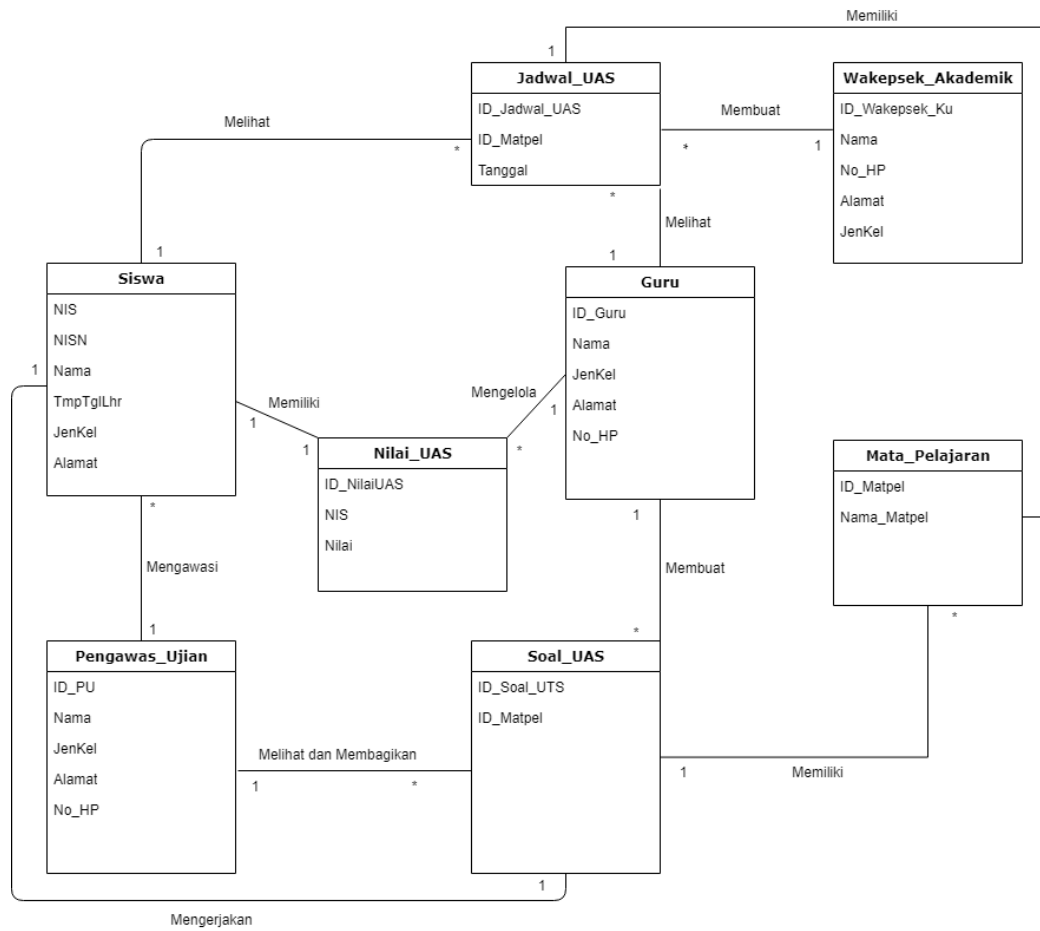 Memiliki
1
Jadwal_UAS
ID_Jadwal_UAS
ID_Matpel
Tanggal
Wakepsek_Akademik
ID_Wakepsek_Ku
Nama
No_HP
Alamat
JenKel
Membuat
*
1
Melihat
*
1
*
Melihat
1
Siswa
NIS
NISN
Nama
TmpTglLhr
JenKel
Alamat
Guru
ID_Guru
Nama
JenKel
Alamat
No_HP
1
Memiliki
1
1
Mengelola
1
*
Nilai_UAS
ID_NilaiUAS
NIS
Nilai
Mata_Pelajaran
ID_Matpel
Nama_Matpel
*
Mengawasi
1
1
Membuat
*
*
Pengawas_Ujian
ID_PU
Nama
JenKel
Alamat
No_HP
Soal_UAS
ID_Soal_UTS
ID_Matpel
Melihat dan Membagikan
1
*
1
Memiliki
1
Mengerjakan